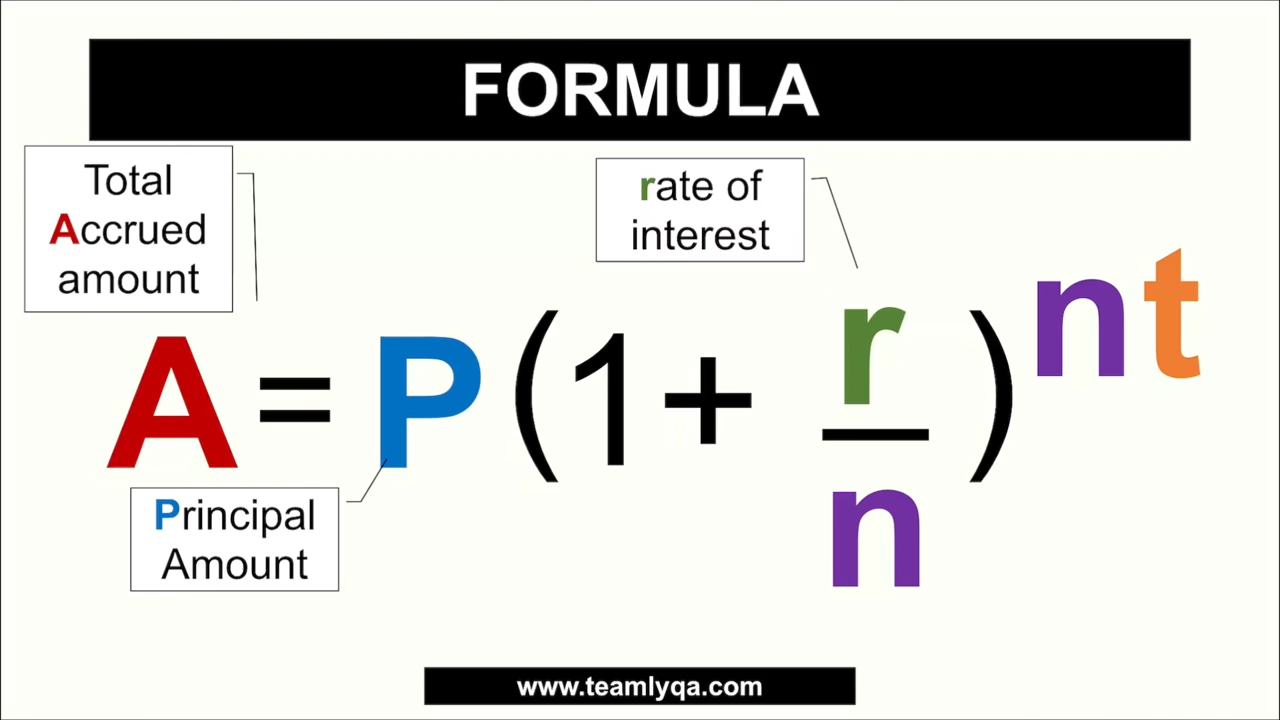 FORMULA
Total
Accrued
amount
rate of
interest
A = P(1 + r/n)^nt
Principal
Amount
www.teamlyqa.com